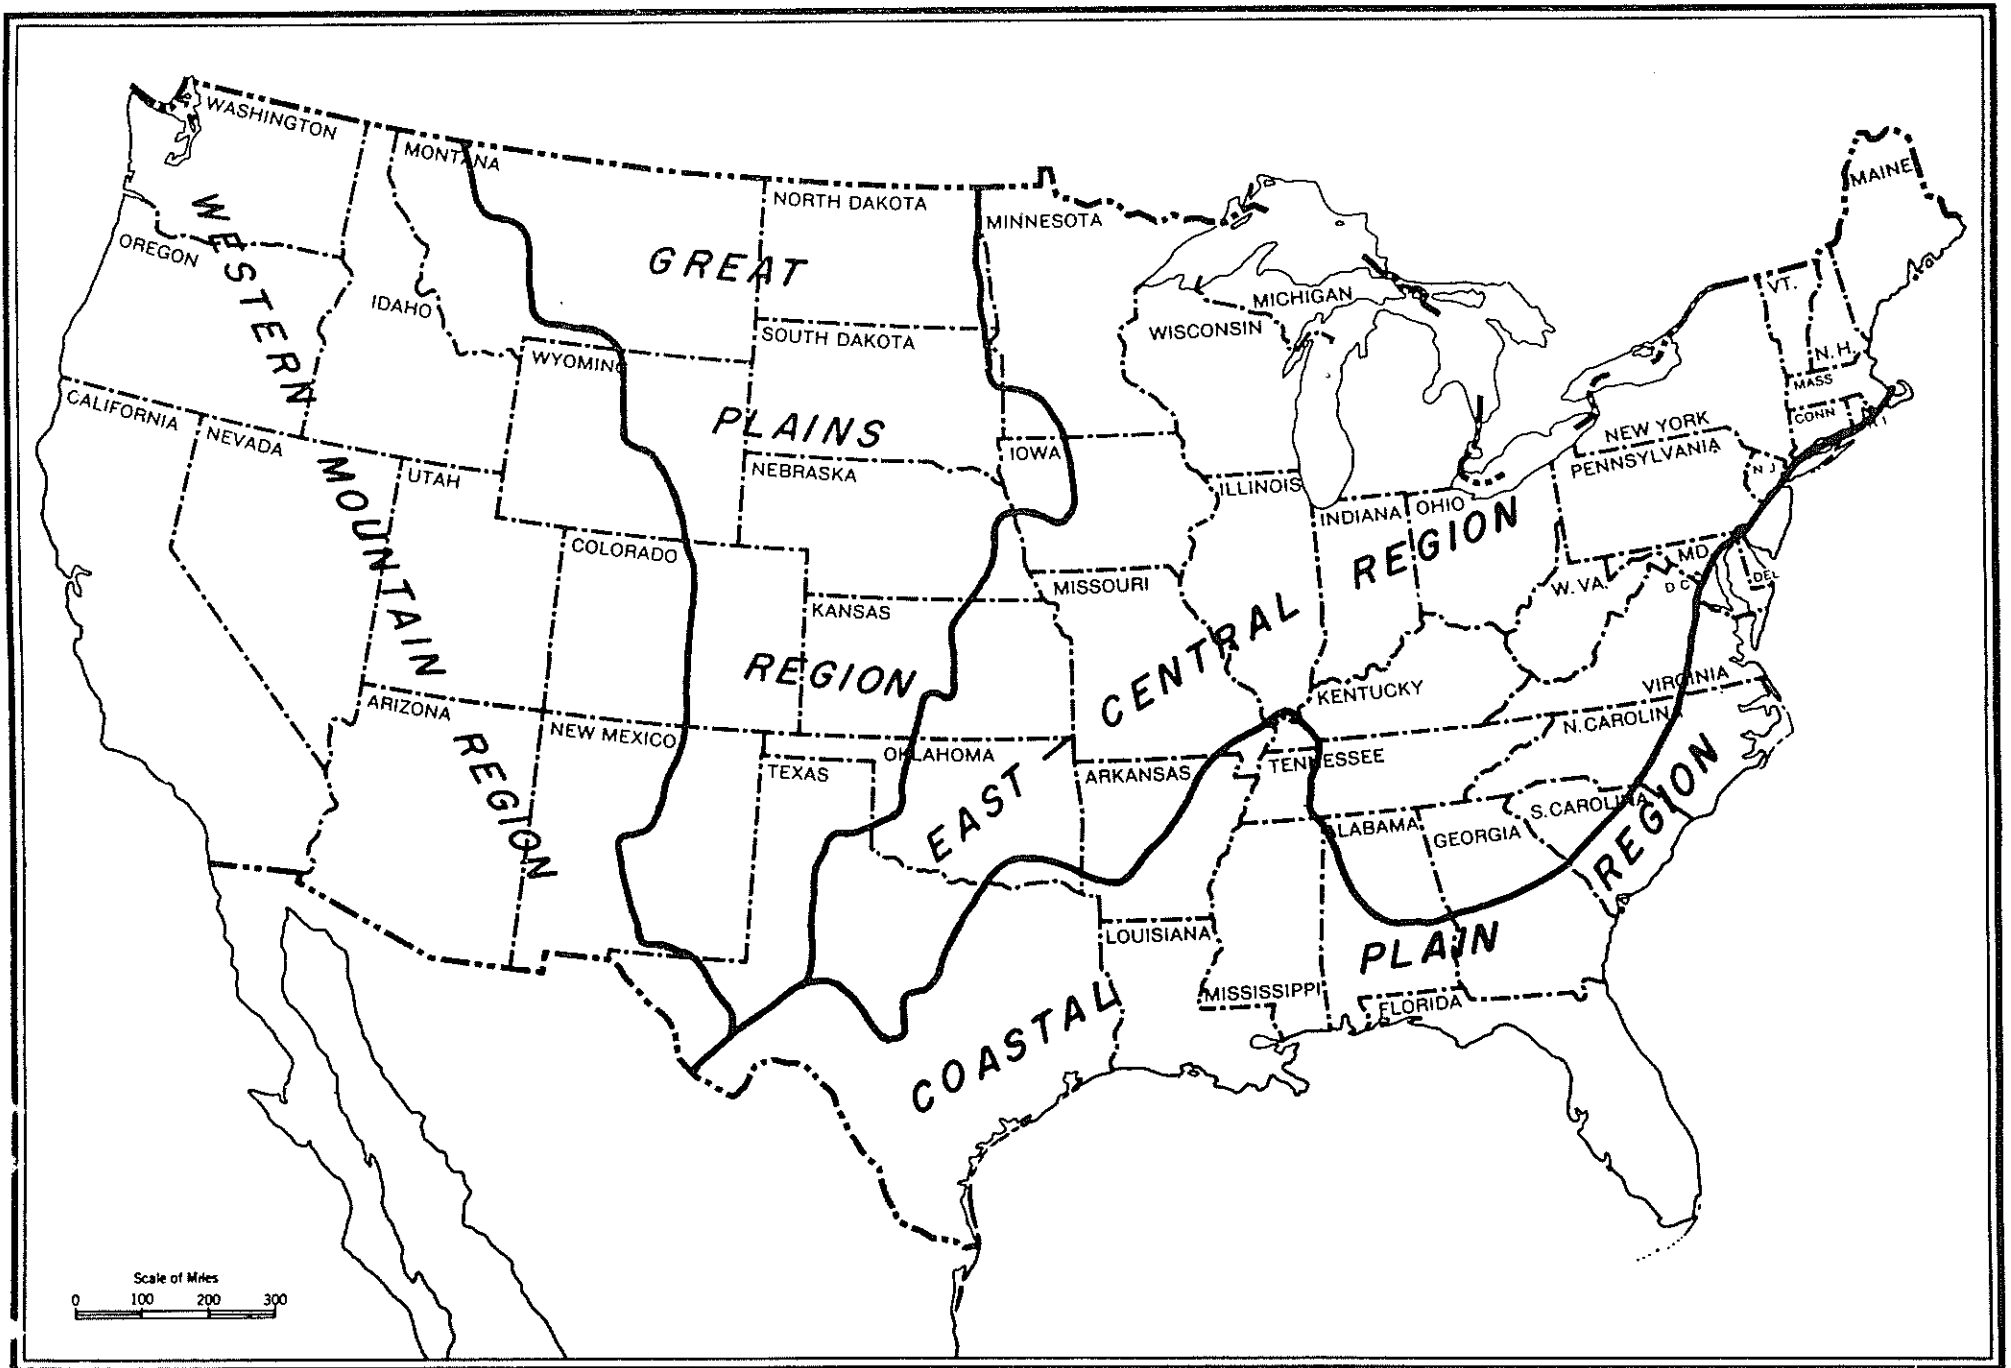 WASHINGTON
MONTANA
NORTH DAKOTA
MINNESOTA
MAINE
OREGON
IDAHO
WYOMING
SOUTH DAKOTA
WISCONSIN
MICHIGAN
VT.
N. H.
MASS
CONN
R I
NEW YORK
PENNSYLVANIA
N J
CALIFORNIA
NEVADA
UTAH
COLORADO
NEBRASKA
IOWA
ILLINOIS
INDIANA
OHIO
W. VA.
MD
D C
DEL
KANSAS
MISSOURI
KENTUCKY
VIRGINIA
ARIZONA
NEW MEXICO
TEXAS
OKLAHOMA
ARKANSAS
TENNESSEE
N. CAROLINA
S. CAROLINA
LOUISIANA
MISSISSIPPI
ALABAMA
GEORGIA
FLORIDA
WESTERN
MOUNTAIN
REGION
GREAT
PLAINS
REGION
EAST
CENTRAL
REGION
COASTAL
PLAIN
REGION
Scale of Miles
0 100 200 300